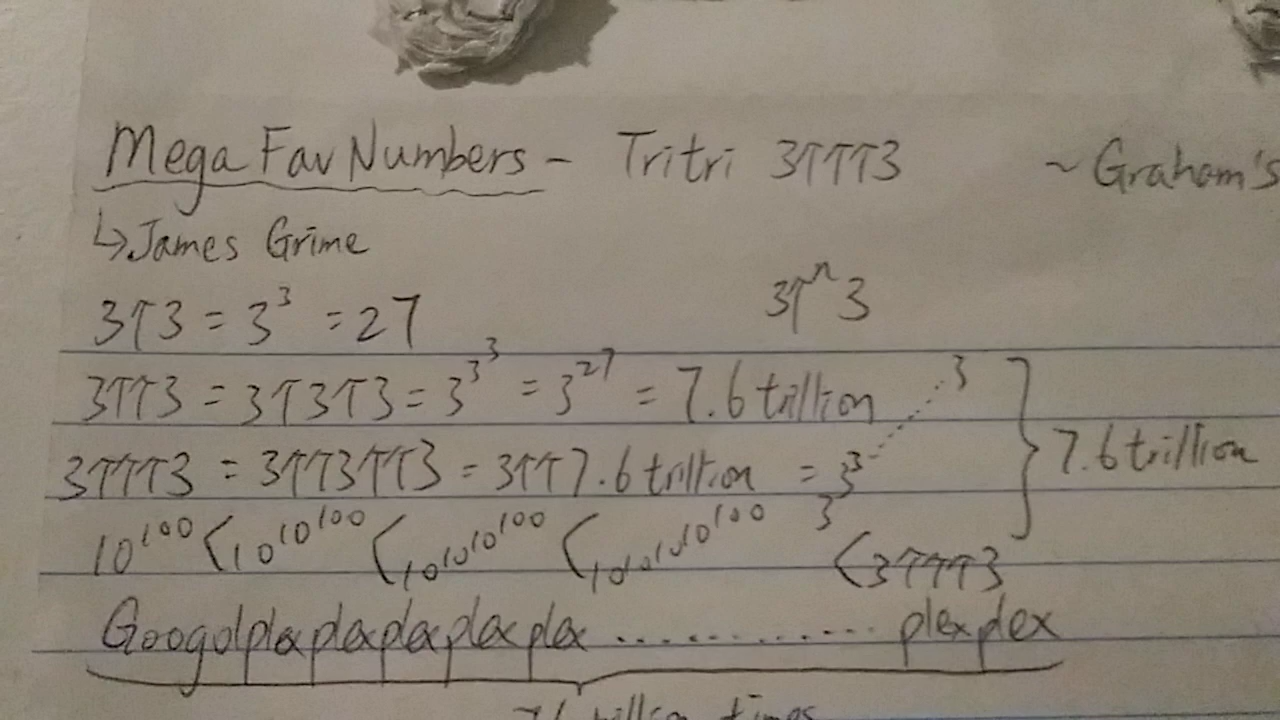 Mega Fav Numbers - Tritri 3↑↑↑3 ~ Graham's
↳ James Grime
3↑3 = 3³ = 27 3↑ⁿ3
3↑↑3 = 3↑3↑3 = 3^3^3 = 3²⁷ = 7.6 trillion
3↑↑↑3 = 3↑↑3↑↑3 = 3↑↑7.6 trillion = 3^3^3^......^3 } 7.6 trillion
10^100 < 10^10^100 < 10^10^10^100 < 10^10^10^10^100 < 3↑↑↑3
Googolplexplexplexplexplex ............. plexplex
times